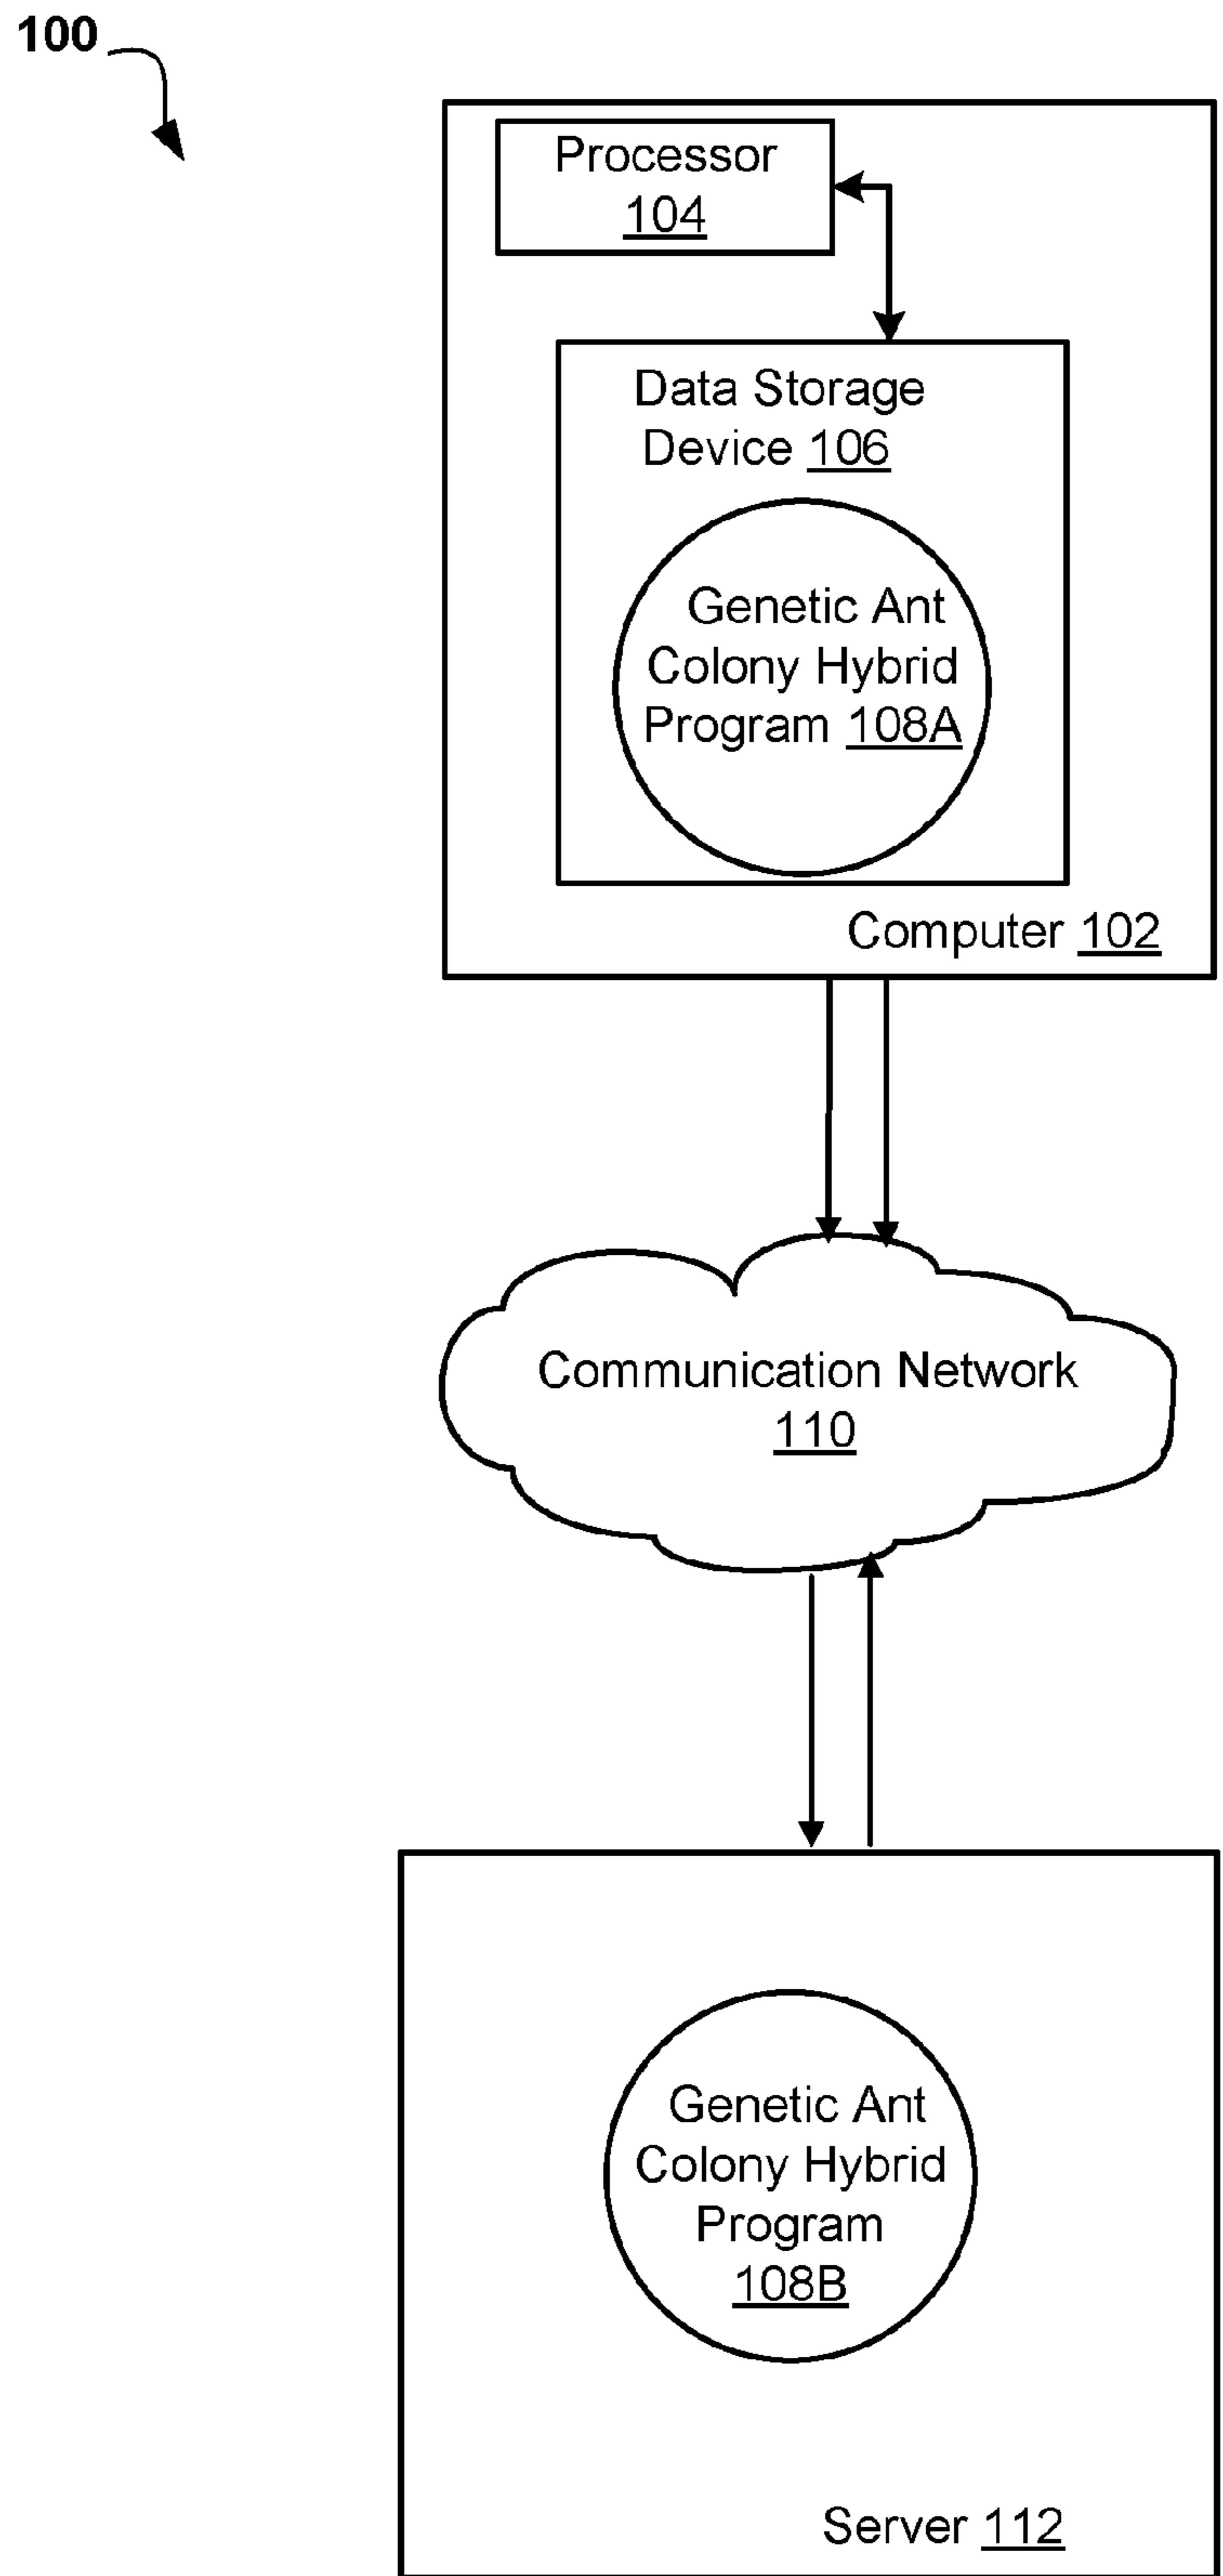 100
Processor
104
Data Storage
Device 106
Genetic Ant
Colony Hybrid
Program 108A
Computer 102
Communication Network
110
Genetic Ant
Colony Hybrid
Program
108B
Server 112